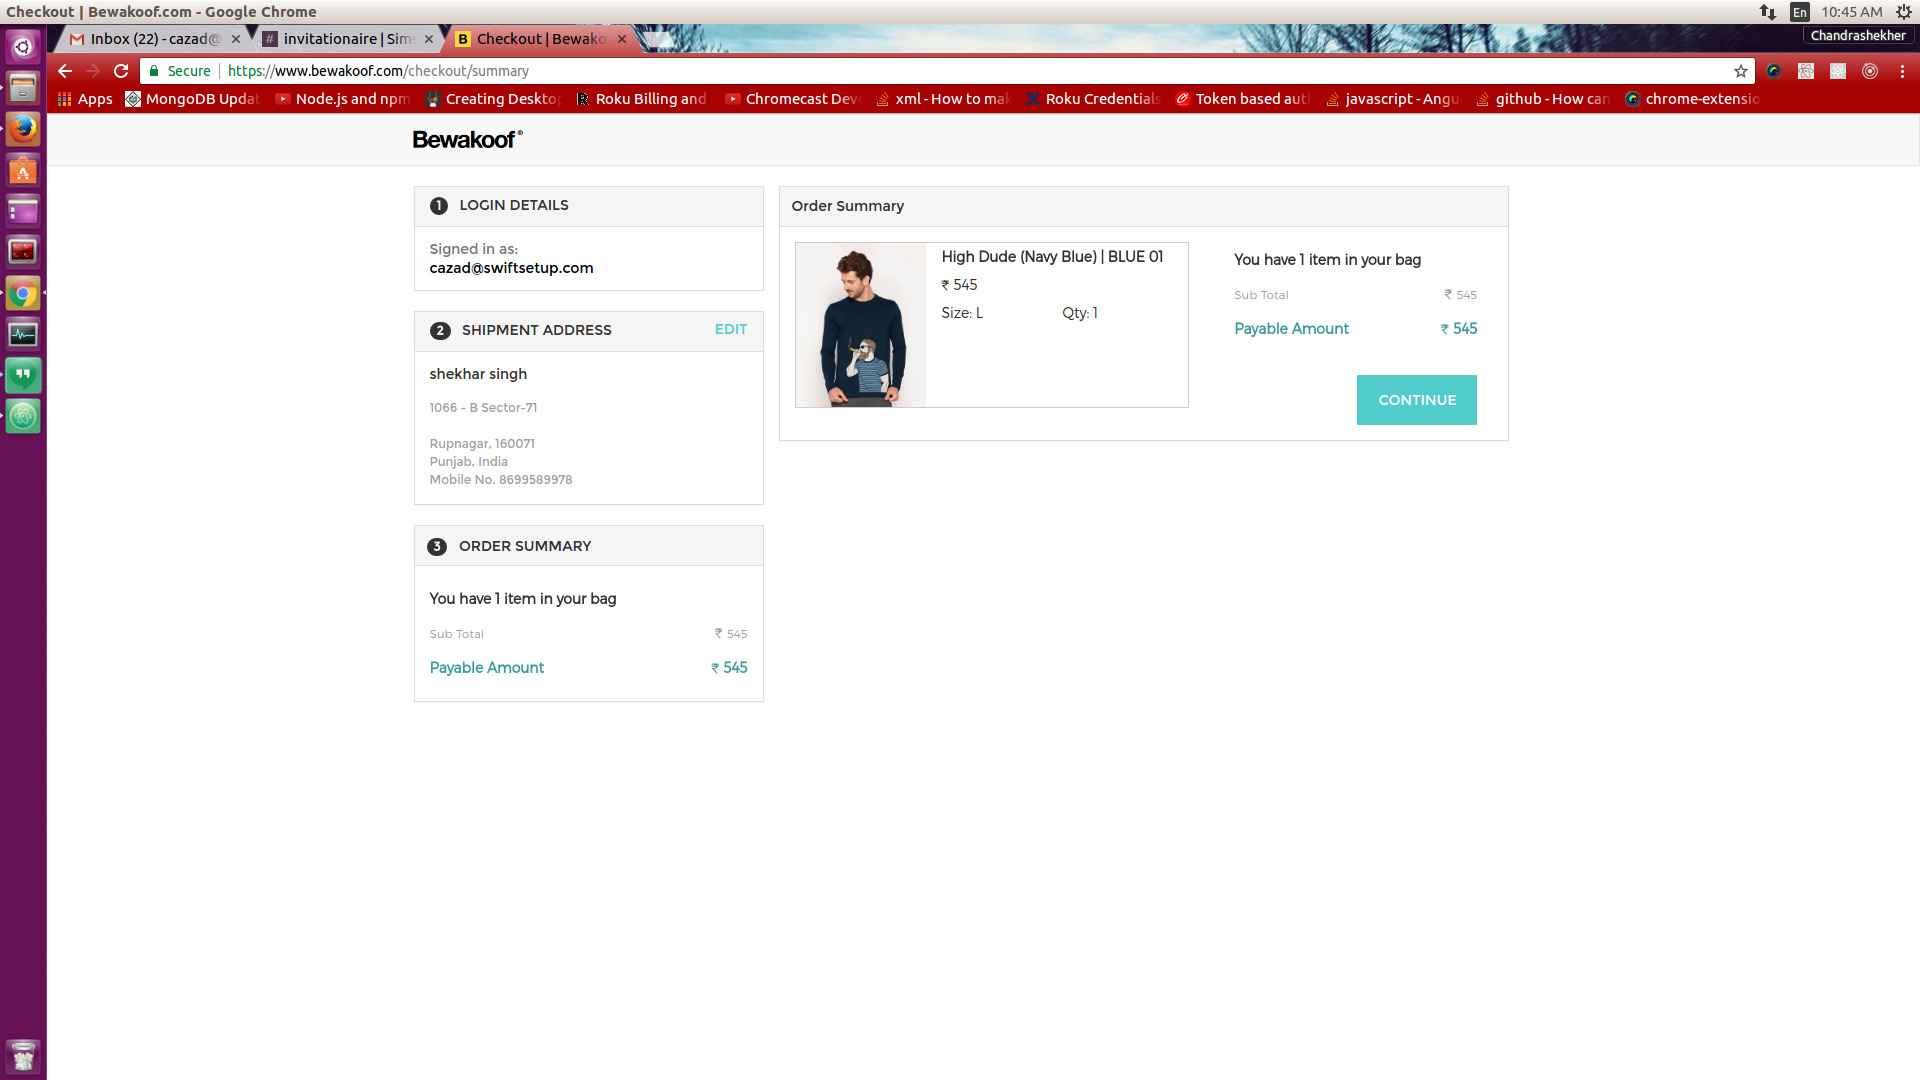 Checkout | Bewakoof.com - Google Chrome
En
10:45 AM
Inbox (22) - cazad@
invitationaire | Sims
Checkout | Bewako
Chandrashekher
Secure
https://www.bewakoof.com/checkout/summary
Apps
MongoDB Updat
Node.js and npm
Creating Deskto
Roku Billing and
Chromecast Dev
xml - How to mak
Roku Credentials
Token based aut
javascript - Angu
github - How can
chrome-extensio
Bewakoof®
1 LOGIN DETAILS
Signed in as:
cazad@swiftsetup.com
2 SHIPMENT ADDRESS EDIT
shekhar singh
1066 - B Sector-71
Rupnagar, 160071
Punjab, India
Mobile No. 8699589978
3 ORDER SUMMARY
You have 1 item in your bag
Sub Total ₹ 545
Payable Amount ₹ 545
Order Summary
High Dude (Navy Blue) | BLUE 01
₹ 545
Size: L Qty: 1
You have 1 item in your bag
Sub Total ₹ 545
Payable Amount ₹ 545
CONTINUE